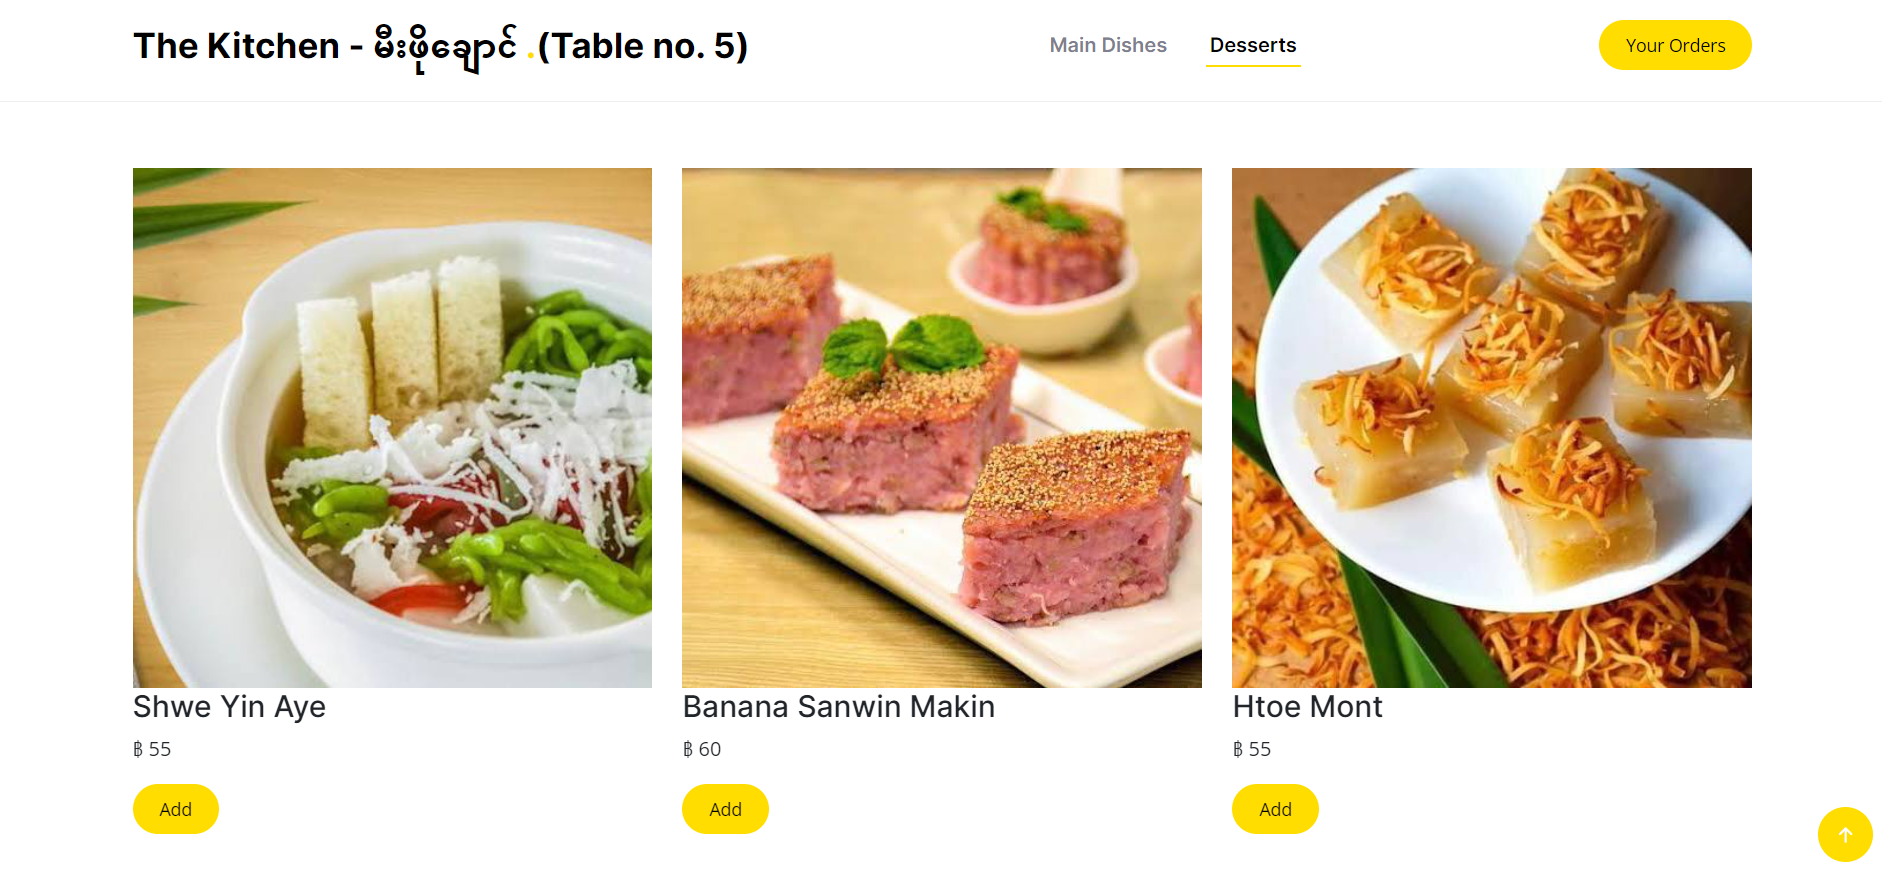 The Kitchen - မီးဖိုချောင် .(Table no. 5)
Main Dishes
Desserts
Your Orders
Shwe Yin Aye
Banana Sanwin Makin
Htoe Mont
฿ 55
฿ 60
฿ 55
Add
Add
Add